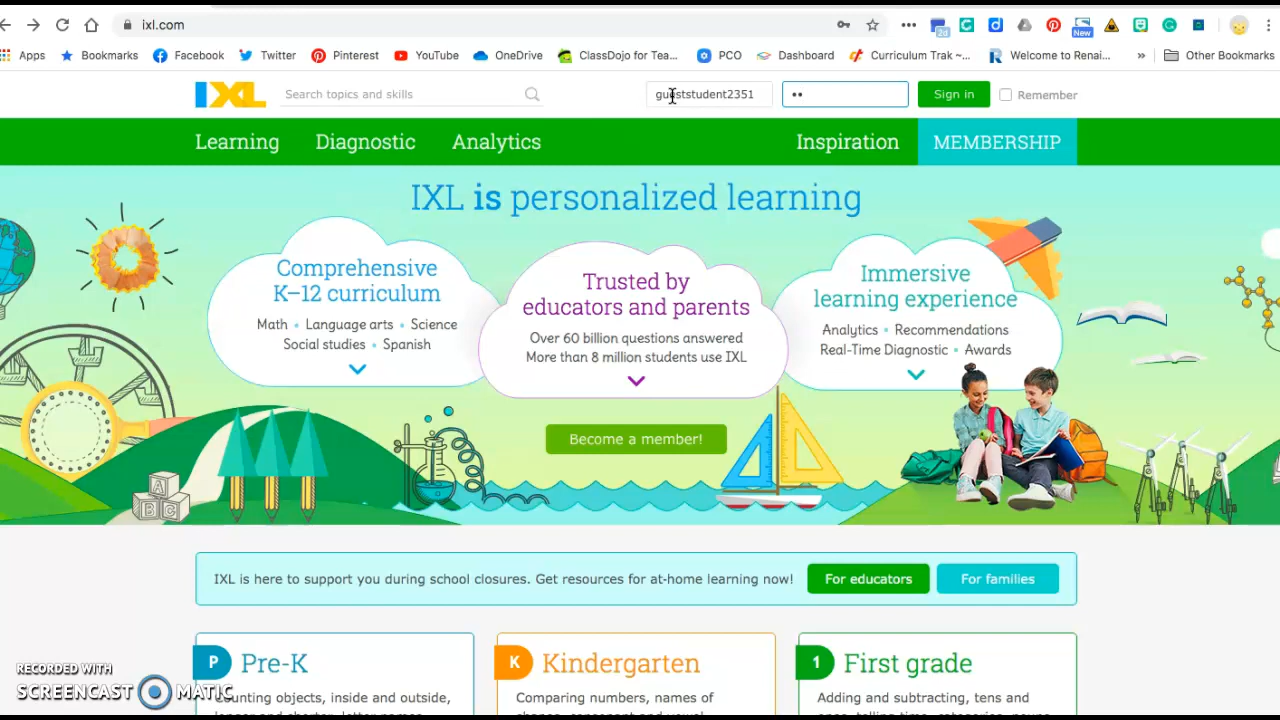 ixl.com
2d
New
Apps Bookmarks Facebook Twitter Pinterest YouTube OneDrive ClassDojo for Tea... PCO Dashboard Curriculum Trak ~... Welcome to Renai... » Other Bookmarks
IXL Search topics and skills gueststudent2351 •• Sign in Remember
Learning Diagnostic Analytics Inspiration MEMBERSHIP
IXL is personalized learning
Comprehensive
K–12 curriculum
Math • Language arts • Science
Social studies • Spanish
Trusted by
educators and parents
Over 60 billion questions answered
More than 8 million students use IXL
Immersive
learning experience
Analytics • Recommendations
Real-Time Diagnostic • Awards
Become a member!
A
B C
IXL is here to support you during school closures. Get resources for at-home learning now! For educators For families
P Pre-K
Counting objects, inside and outside,
K Kindergarten
Comparing numbers, names of
1 First grade
Adding and subtracting, tens and
RECORDED WITH
SCREENCAST MATIC